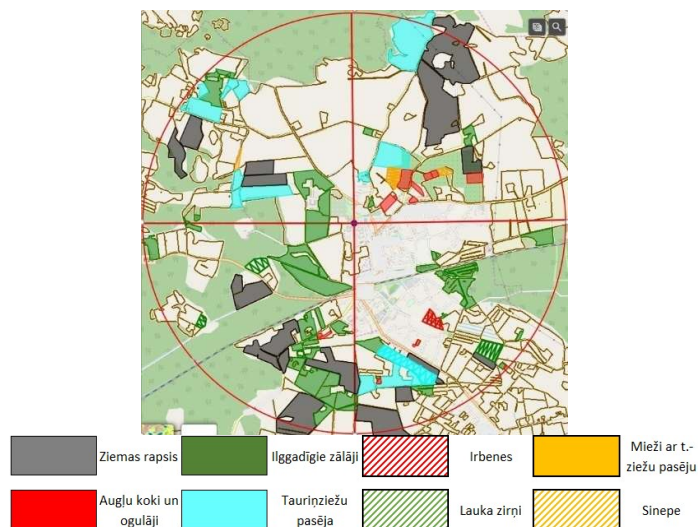 Ziemas rapsis
Ilggadīgie zālāji
Irbenes
Mieži ar t.-
ziežu pasēju
Augļu koki un
ogulāji
Tauriņziežu
pasēja
Lauka zirņi
Sinepe